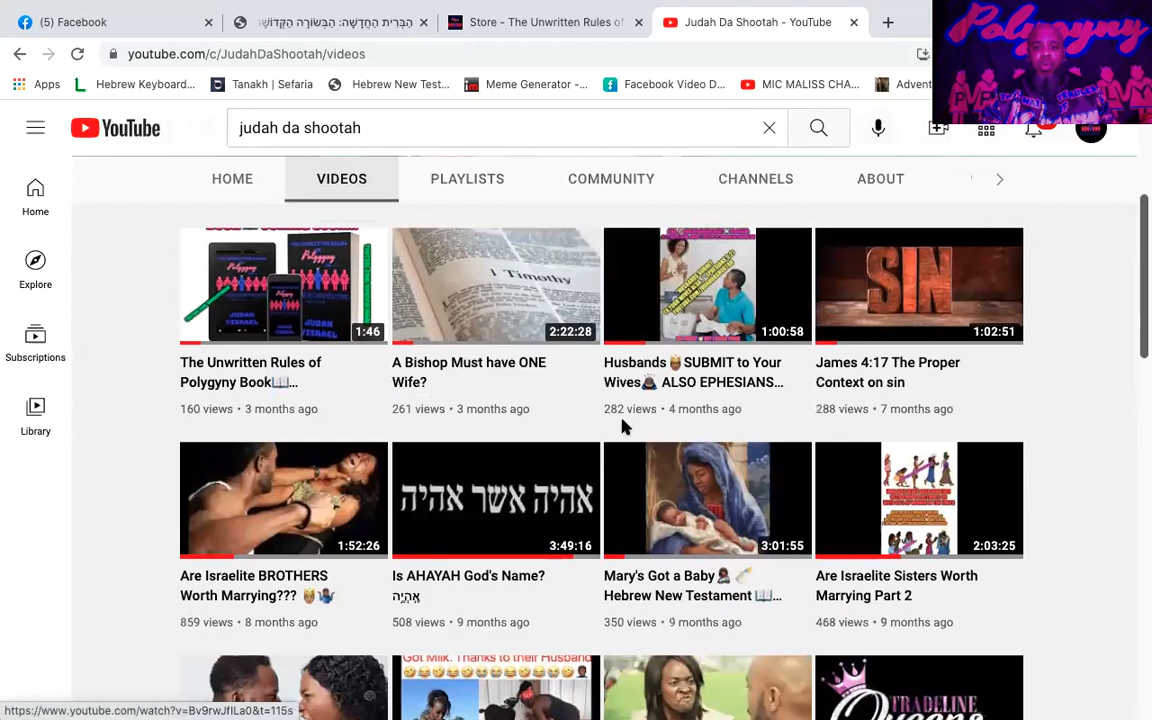 (5) Facebook
הַבְּרִית הַחֲדָשָׁה: הַבְּשׂוֹרָה הַקְּדוֹשׁ
Store - The Unwritten Rules of
Judah Da Shootah - YouTube
youtube.com/c/JudahDaShootah/videos
Apps
Hebrew Keyboard...
Tanakh | Sefaria
Hebrew New Test...
Meme Generator -...
Facebook Video D...
MIC MALISS CHA...
Advent
Polygyny
YouTube
judah da shootah
HOME
VIDEOS
PLAYLISTS
COMMUNITY
CHANNELS
ABOUT
Home
Explore
Subscriptions
Library
1:46
The Unwritten Rules of
Polygyny Book📖...
160 views • 3 months ago
1 Timothy
2:22:28
A Bishop Must have ONE
Wife?
261 views • 3 months ago
1:00:58
Husbands🤴🏾SUBMIT to Your
Wives🙇🏾‍♀️ ALSO EPHESIANS...
282 views • 4 months ago
SIN
1:02:51
James 4:17 The Proper
Context on sin
288 views • 7 months ago
1:52:26
Are Israelite BROTHERS
Worth Marrying??? 🤴🏾🤷🏾‍♂️
859 views • 8 months ago
אהיה אשר אהיה
3:49:16
Is AHAYAH God's Name?
אֶֽהְיֶ֑ה
508 views • 9 months ago
3:01:55
Mary's Got a Baby🤱🏾🍼
Hebrew New Testament 📖...
350 views • 9 months ago
2:03:25
Are Israelite Sisters Worth
Marrying Part 2
468 views • 9 months ago
Got Milk. Thanks to their Husband
TRADELINE
Queens
https://www.youtube.com/watch?v=Bv9rwJfILa0&t=115s